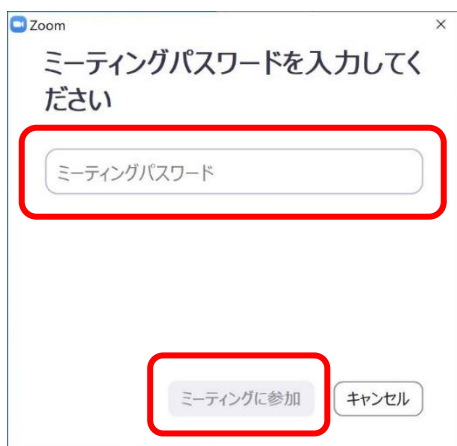 Zoom
ミーティングパスワードを入力してく
ださい
ミーティングパスワード
ミーティングに参加
キャンセル